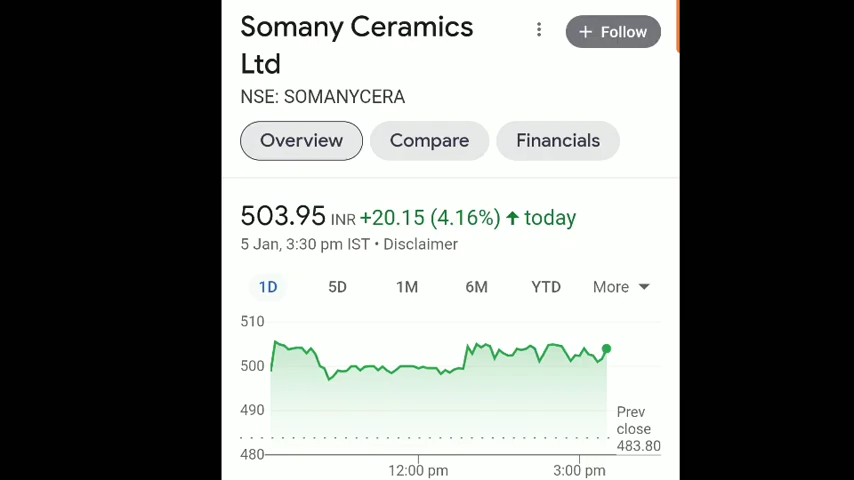 Somany Ceramics
Ltd
+ Follow
NSE: SOMANYCERA
Overview Compare Financials
503.95 INR +20.15 (4.16%) ↑ today
5 Jan, 3:30 pm IST • Disclaimer
1D 5D 1M 6M YTD More
510
500
490
480
Prev
close
483.80
12:00 pm 3:00 pm